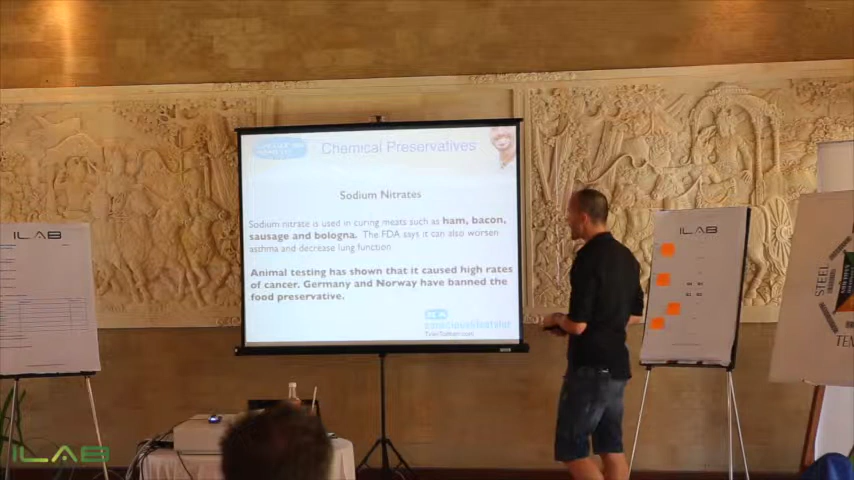 Chemical Preservatives
Sodium Nitrates
Sodium nitrate is used in curing meats such as ham, bacon,
sausage and bologna. The FDA says it can also worsen
asthma and decrease lung function
Animal testing has shown that it caused high rates
of cancer. Germany and Norway have banned the
food preservative.
ILAB
ILAB
STEEL
ILAB